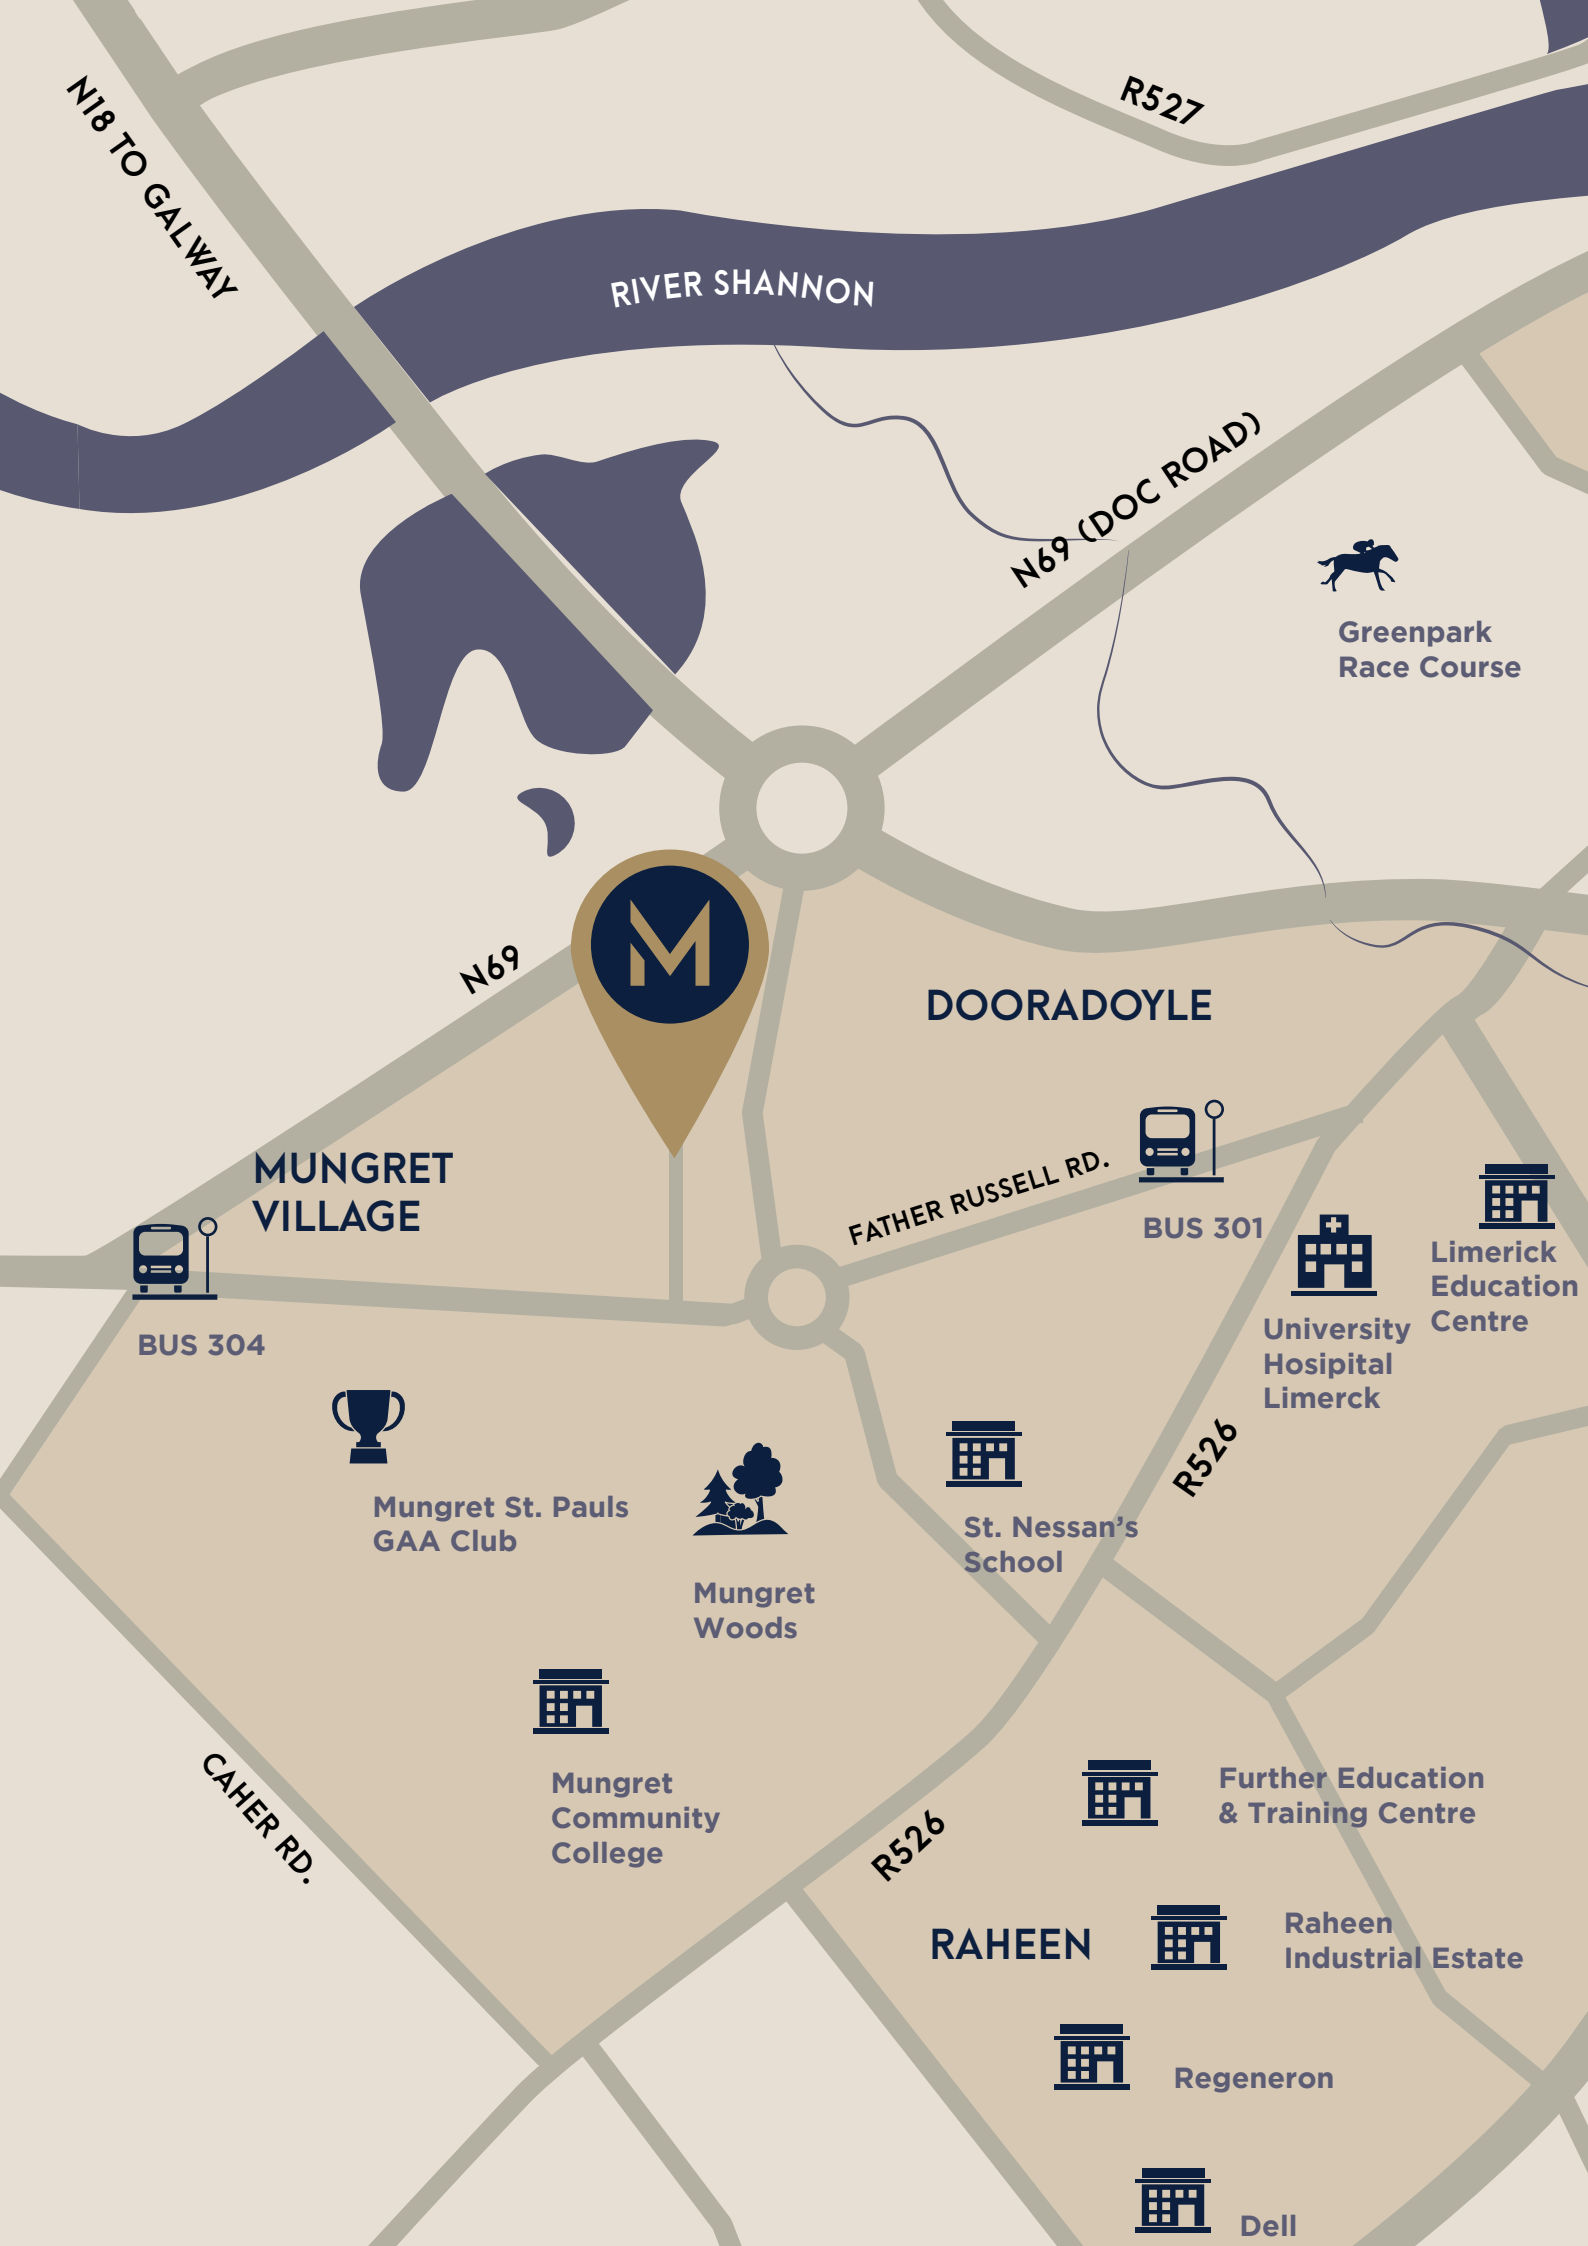 R527
N18 TO GALWAY
RIVER SHANNON
N69 (DOC ROAD)
Greenpark
Race Course
M
N69
DOORADOYLE
MUNGRET
VILLAGE
FATHER RUSSELL RD.
BUS 301
Limerick
Education
Centre
University
Hosipital
Limerck
BUS 304
R526
Mungret St. Pauls
GAA Club
St. Nessan's
School
Mungret
Woods
CAHER RD.
Mungret
Community
College
Further Education
& Training Centre
R526
RAHEEN
Raheen
Industrial Estate
Regeneron
Dell